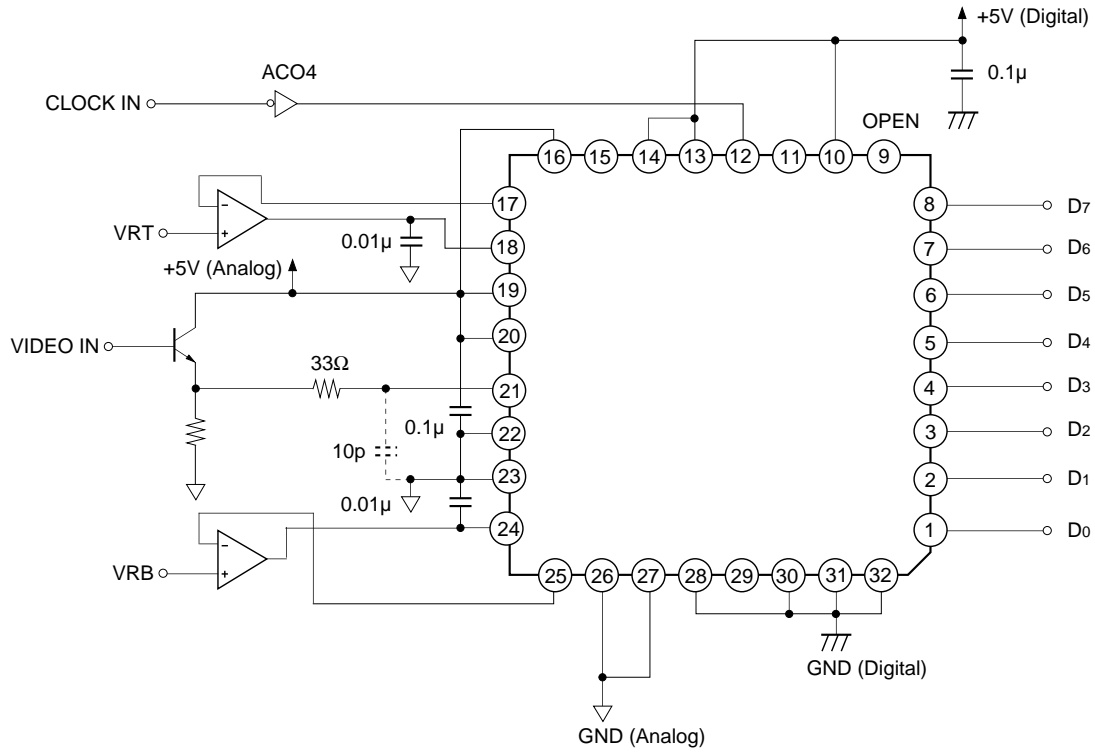 +5V (Digital)
ACO4
0.1µ
CLOCK IN
OPEN
16 15 14 13 12 11 10 9
17
8
D7
VRT
18
0.01µ
7
D6
+5V (Analog)
19
6
D5
VIDEO IN
20
5
D4
33Ω
21
4
D3
0.1µ
22
3
D2
10p
23
2
D1
0.01µ
24
1
D0
VRB
25 26 27 28 29 30 31 32
GND (Digital)
GND (Analog)
- + - +